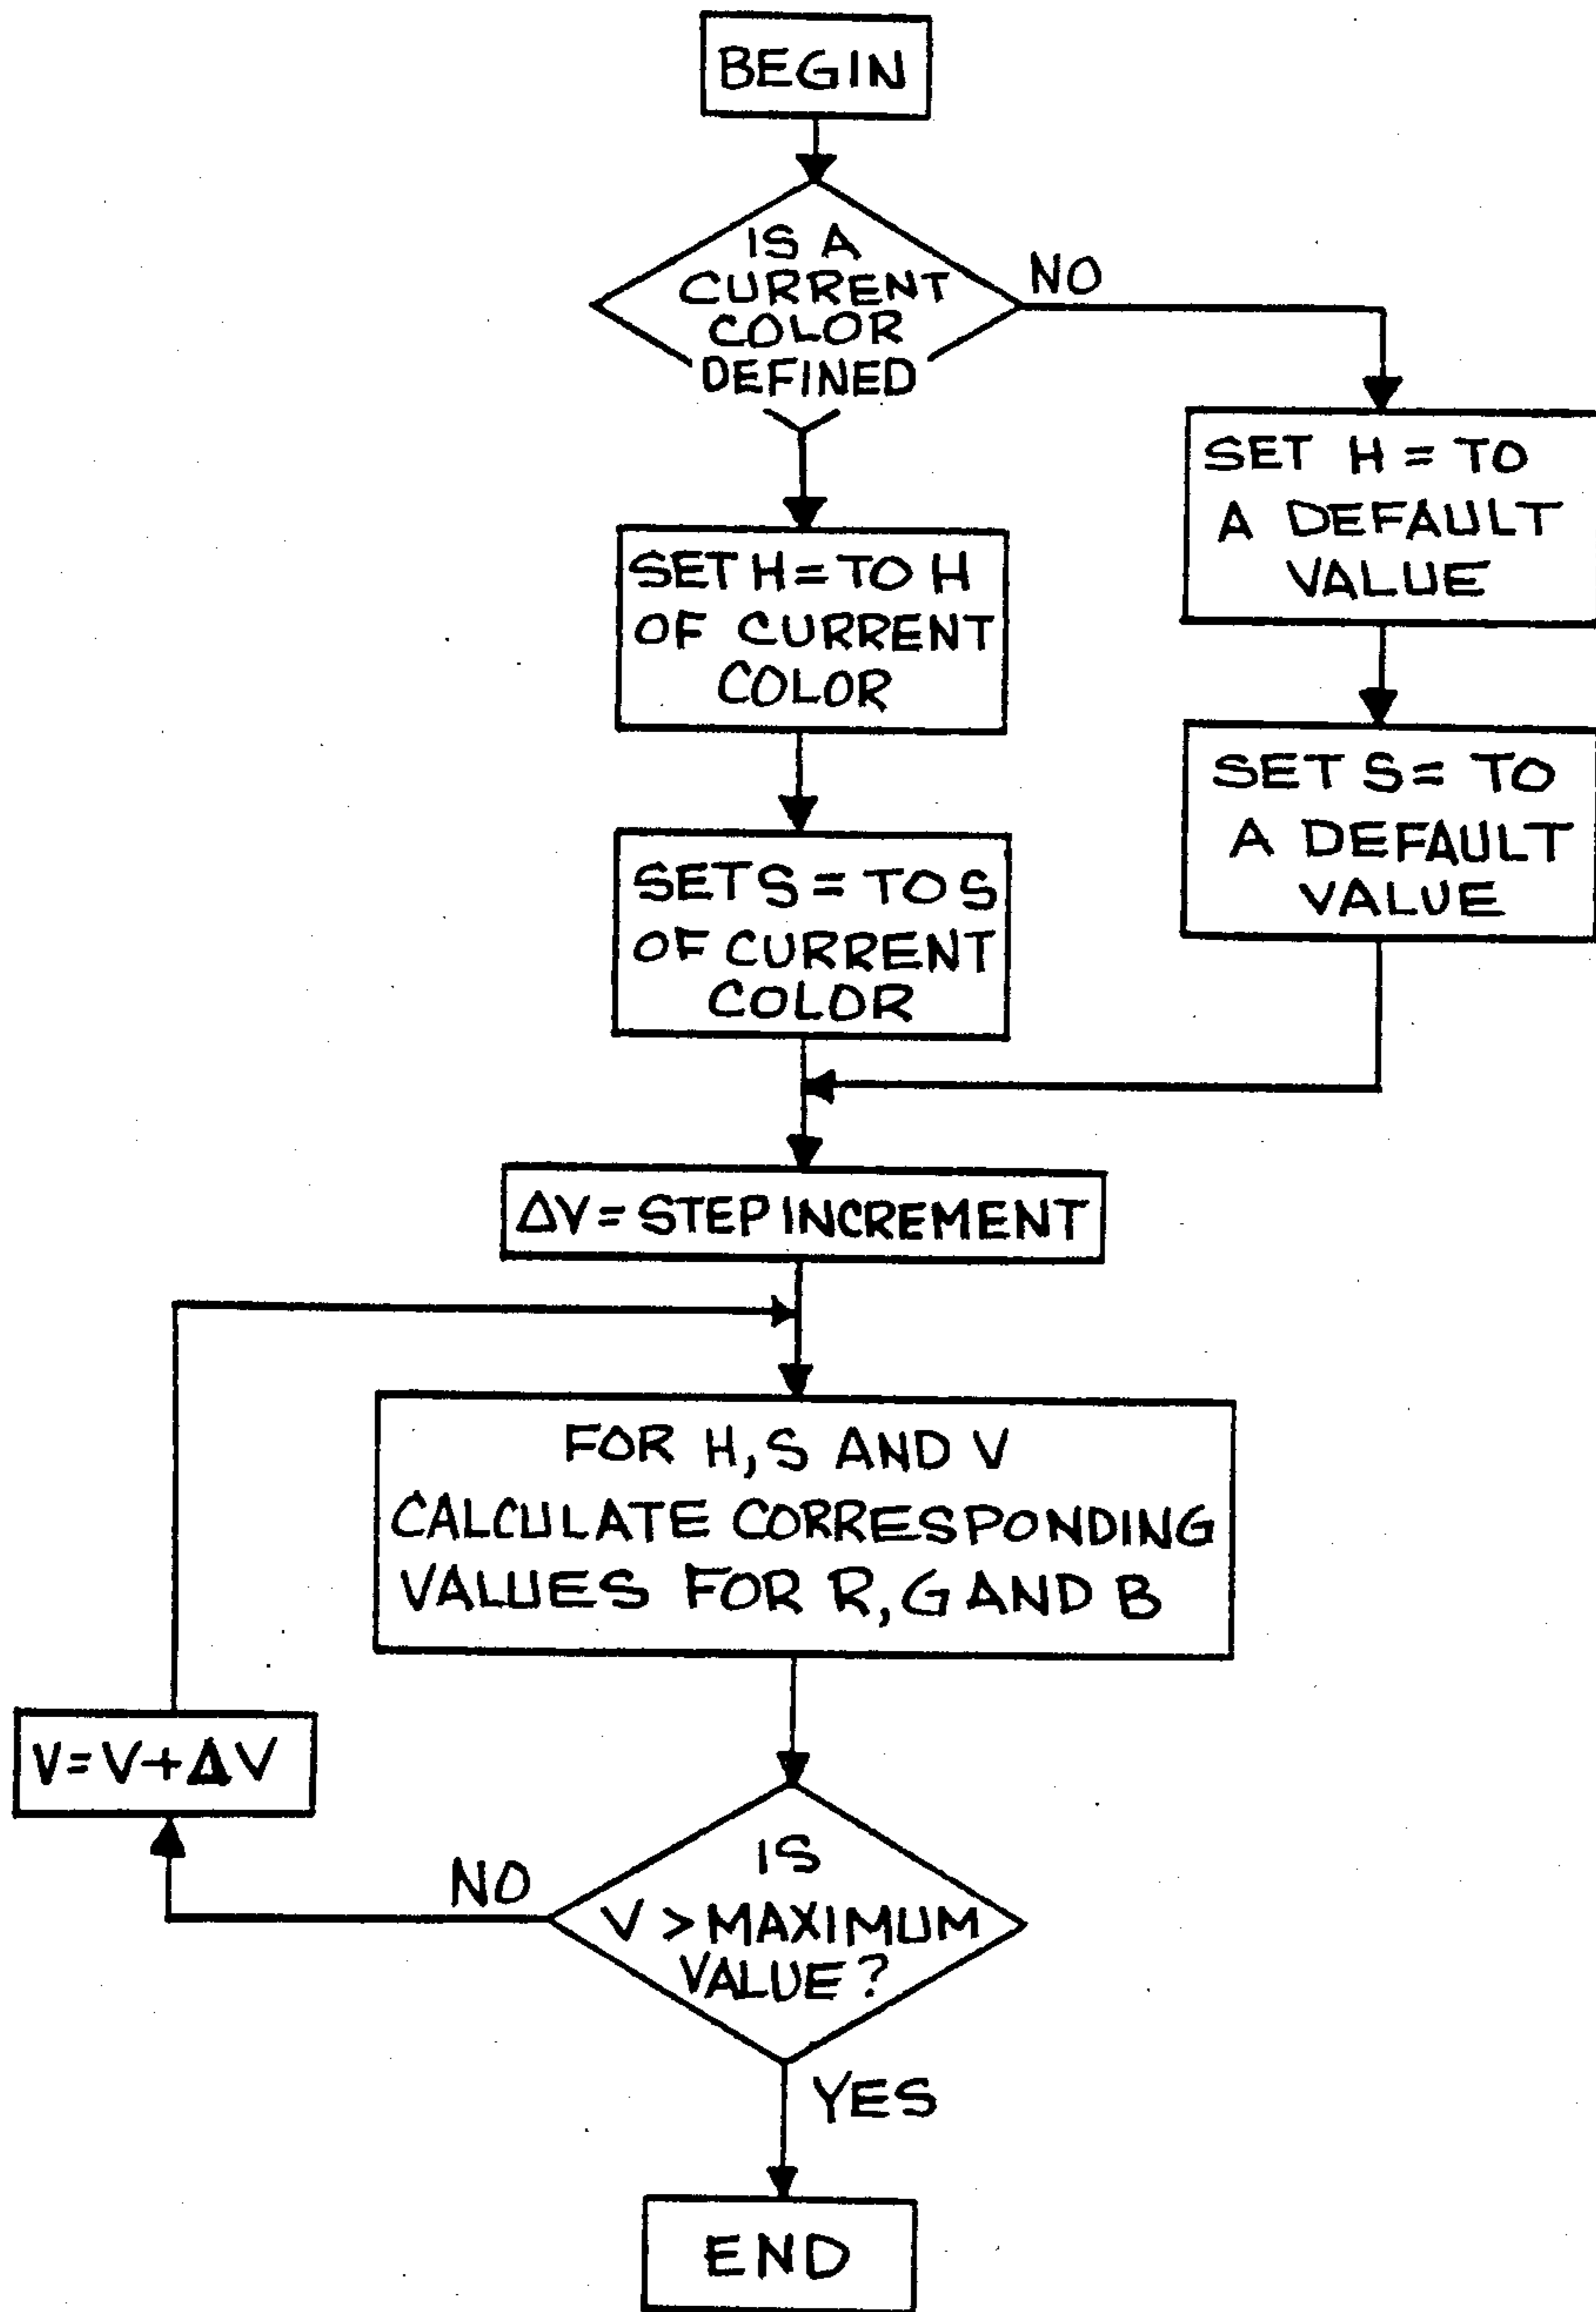 BEGIN
IS A
CURRENT
COLOR
DEFINED
NO
SET H = TO
A DEFAULT
VALUE
SET H = TO H
OF CURRENT
COLOR
SET S = TO
A DEFAULT
VALUE
SET S = TO S
OF CURRENT
COLOR
ΔV = STEP INCREMENT
FOR H, S AND V
CALCULATE CORRESPONDING
VALUES FOR R, G AND B
V = V + ΔV
NO
IS
V > MAXIMUM
VALUE?
YES
END